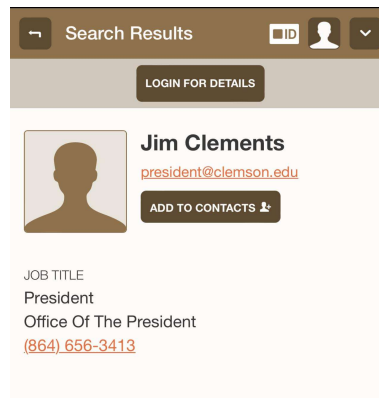 Search Results
ID
LOGIN FOR DETAILS
Jim Clements
president@clemson.edu
ADD TO CONTACTS
JOB TITLE
President
Office Of The President
(864) 656-3413